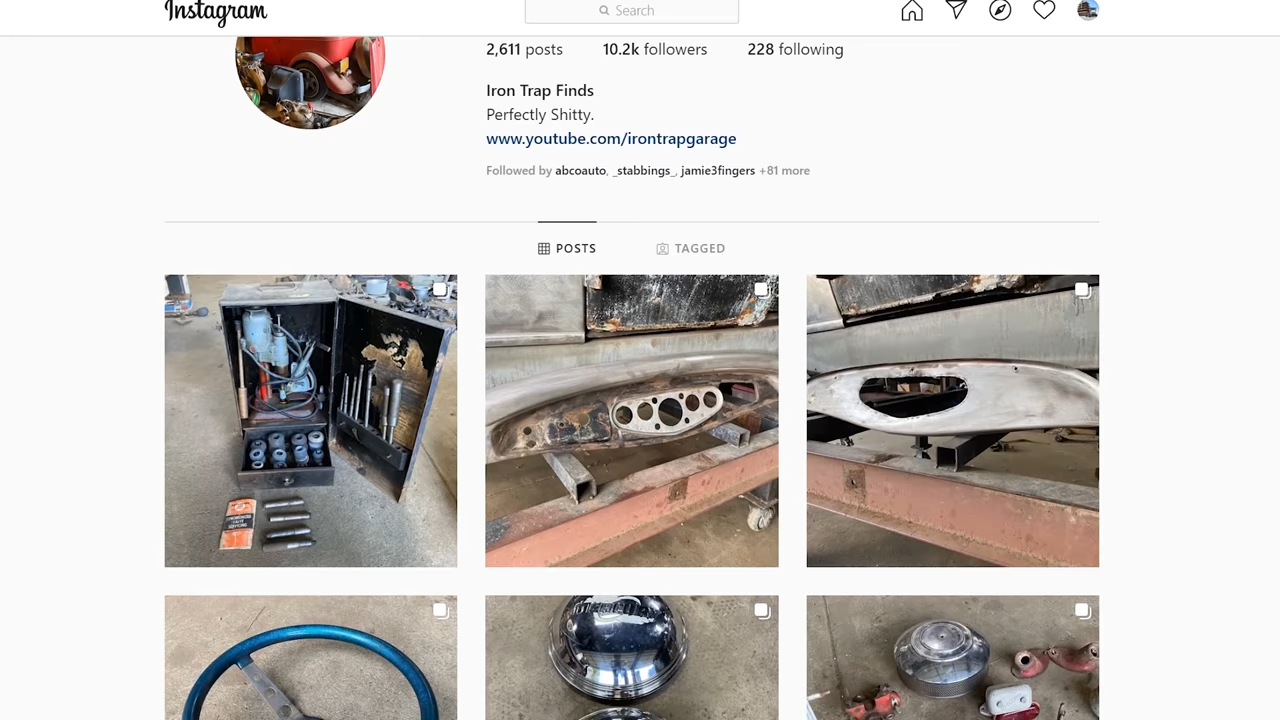 Instagram
Search
2,611 posts 10.2k followers 228 following
Iron Trap Finds
Perfectly Shitty.
www.youtube.com/irontrapgarage
Followed by abcoauto, _stabbings_, jamie3fingers +81 more
POSTS TAGGED